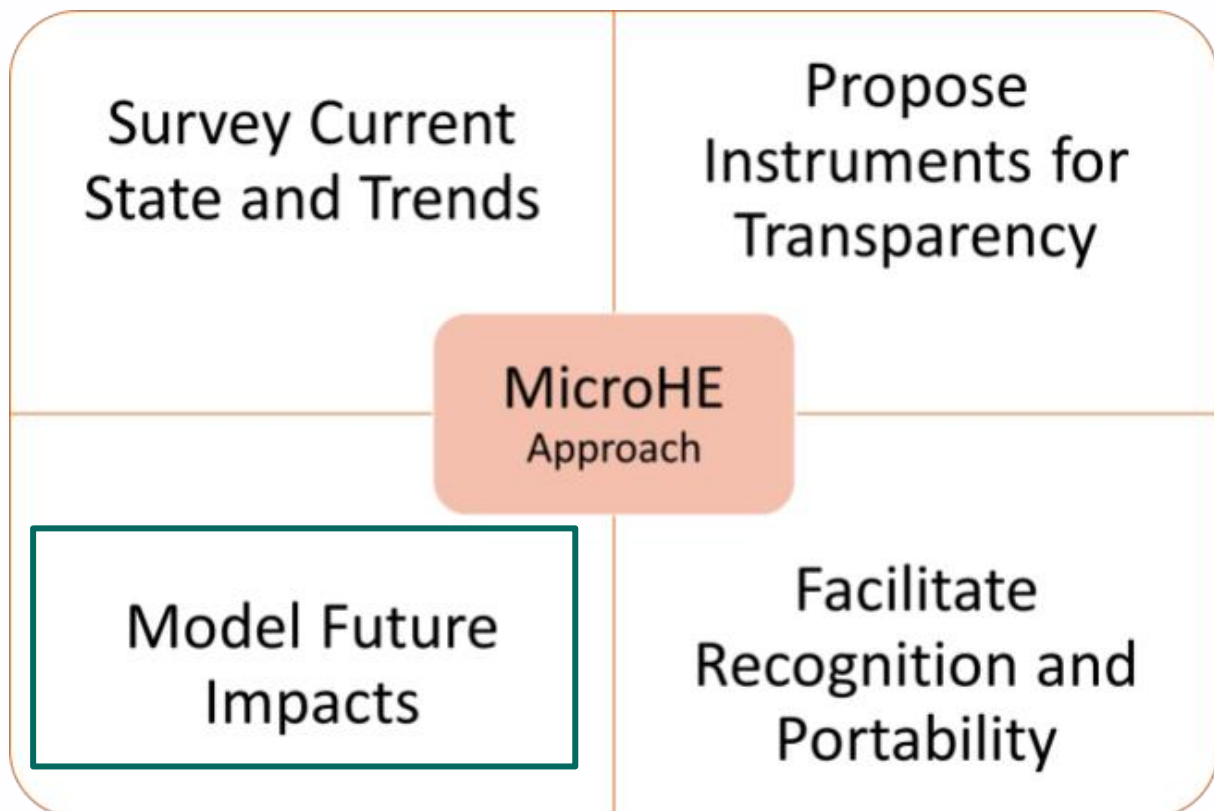 Survey Current
State and Trends
Propose
Instruments for
Transparency
MicroHE
Approach
Model Future
Impacts
Facilitate
Recognition and
Portability